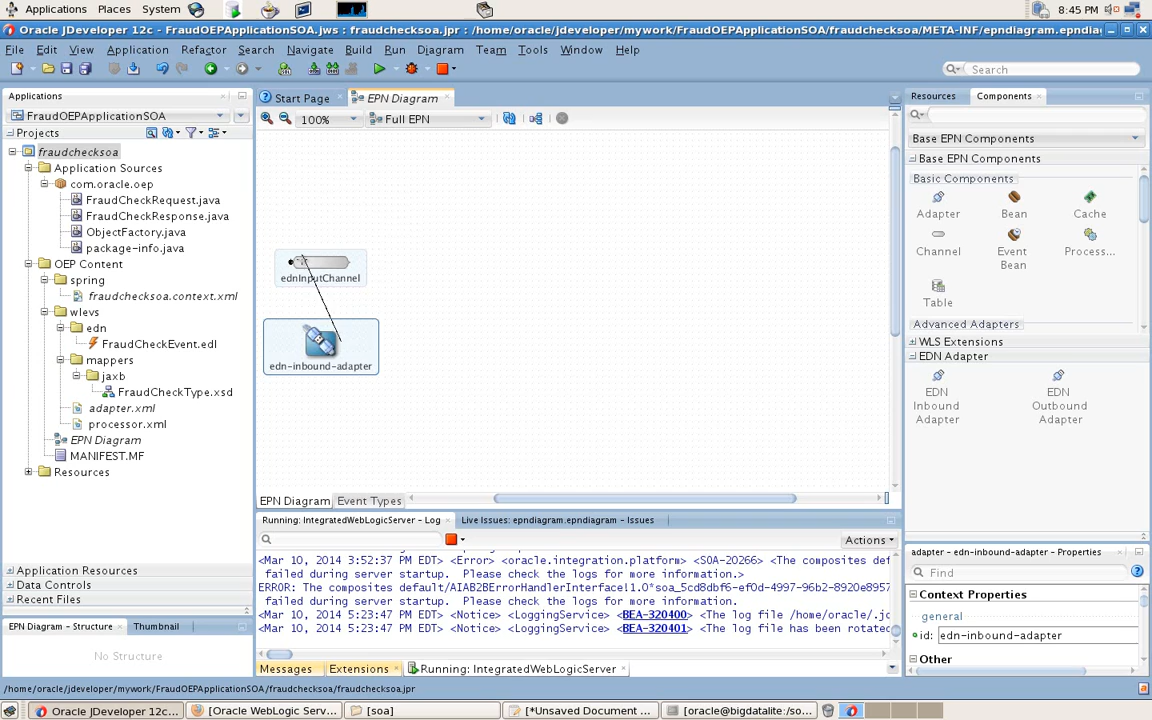 Applications Places System 8:45 PM
Oracle JDeveloper 12c - FraudOEPApplicationSOA.jws : fraudchecksoa.jpr : /home/oracle/jdeveloper/mywork/FraudOEPApplicationSOA/fraudchecksoa/META-INF/epndiagram.epndia
File Edit View Application Refactor Search Navigate Build Run Diagram Team Tools Window Help
Search
Applications
FraudOEPApplicationSOA
Projects
fraudchecksoa
Application Sources
com.oracle.oep
FraudCheckRequest.java
FraudCheckResponse.java
ObjectFactory.java
package-info.java
OEP Content
spring
fraudchecksoa.context.xml
wlevs
edn
FraudCheckEvent.edl
mappers
jaxb
FraudCheckType.xsd
adapter.xml
processor.xml
EPN Diagram
MANIFEST.MF
Resources
Application Resources
Data Controls
Recent Files
EPN Diagram - Structure Thumbnail
No Structure
Start Page EPN Diagram
100% Full EPN
ednInputChannel
edn-inbound-adapter
EPN Diagram Event Types
Running: IntegratedWebLogicServer - Log Live Issues: epndiagram.epndiagram - Issues
Actions
<Mar 10, 2014 3:52:37 PM EDT> <Error> <oracle.integration.platform> <SOA-20266> <The composites def
failed during server startup. Please check the logs for more information.>
ERROR: The composites default/AIAB2BErrorHandlerInterface!1.0*soa_5cd8dbf6-ef0d-4997-96b2-8920e8957
failed during server startup. Please check the logs for more information.
<Mar 10, 2014 5:23:47 PM EDT> <Notice> <LoggingService> <BEA-320400> <The log file /home/oracle/.jc
<Mar 10, 2014 5:23:47 PM EDT> <Notice> <LoggingService> <BEA-320401> <The log file has been rotated
Messages Extensions Running: IntegratedWebLogicServer
Resources Components
Base EPN Components
Base EPN Components
Basic Components
Adapter Bean Cache
Channel Event Bean Process...
Table
Advanced Adapters
WLS Extensions
EDN Adapter
EDN Inbound Adapter
EDN Outbound Adapter
adapter - edn-inbound-adapter - Properties
Find
Context Properties
general
id: edn-inbound-adapter
Other
/home/oracle/jdeveloper/mywork/FraudOEPApplicationSOA/fraudchecksoa/fraudchecksoa.jpr
Oracle JDeveloper 12c... [Oracle WebLogic Serv... [soa] [*Unsaved Document ... [oracle@bigdatalite:/so...